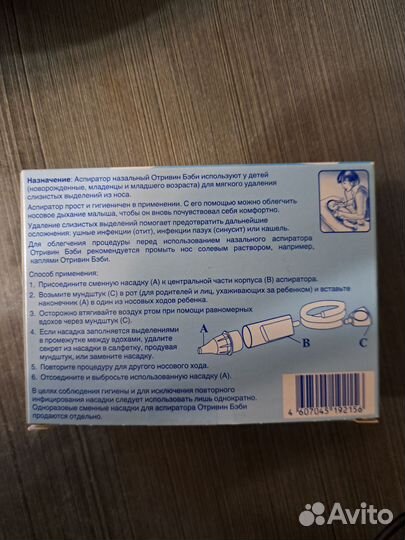 Назначение: Аспиратор назальный Отривин Бэби используют у детей
(новорожденные, младенцы и младшего возраста) для мягкого удаления
слизистых выделений из носа.
Аспиратор прост и гигиеничен в применении. С его помощью можно облегчить
носовое дыхание малыша, чтобы он вновь почувствовал себя комфортно.
Удаление слизистых выделений помогает предотвратить дальнейшие
осложнения: ушные инфекции (отит), инфекции пазух (синусит) или кашель.
Для облегчения процедуры перед использованием назального аспиратора
Отривин Бэби рекомендуется промыть нос солевым раствором, например,
каплями Отривин Бэби.
Способ применения:
1. Присоедините сменную насадку (А) к центральной части корпуса (В) аспиратора.
2. Возьмите мундштук (С) в рот (для родителей и лиц, ухаживающих за ребенком) и вставьте
наконечник (А) в один из носовых ходов ребенка.
3. Осторожно втягивайте воздух ртом при помощи равномерных
вдохов через мундштук (С).
4. Если насадка заполняется выделениями
в промежутке между вдохами, удалите
секрет из насадки в салфетку, продувая
мундштук, или замените насадку.
5. Повторите процедуру для другого носового хода.
6. Отсоедините и выбросьте использованную насадку (А).
A
B
C
В целях соблюдения гигиены и для исключения повторного
инфицирования насадки следует использовать лишь однократно.
Одноразовые сменные насадки для аспиратора Отривин Бэби
продаются отдельно.
4 607045 192156
Avito